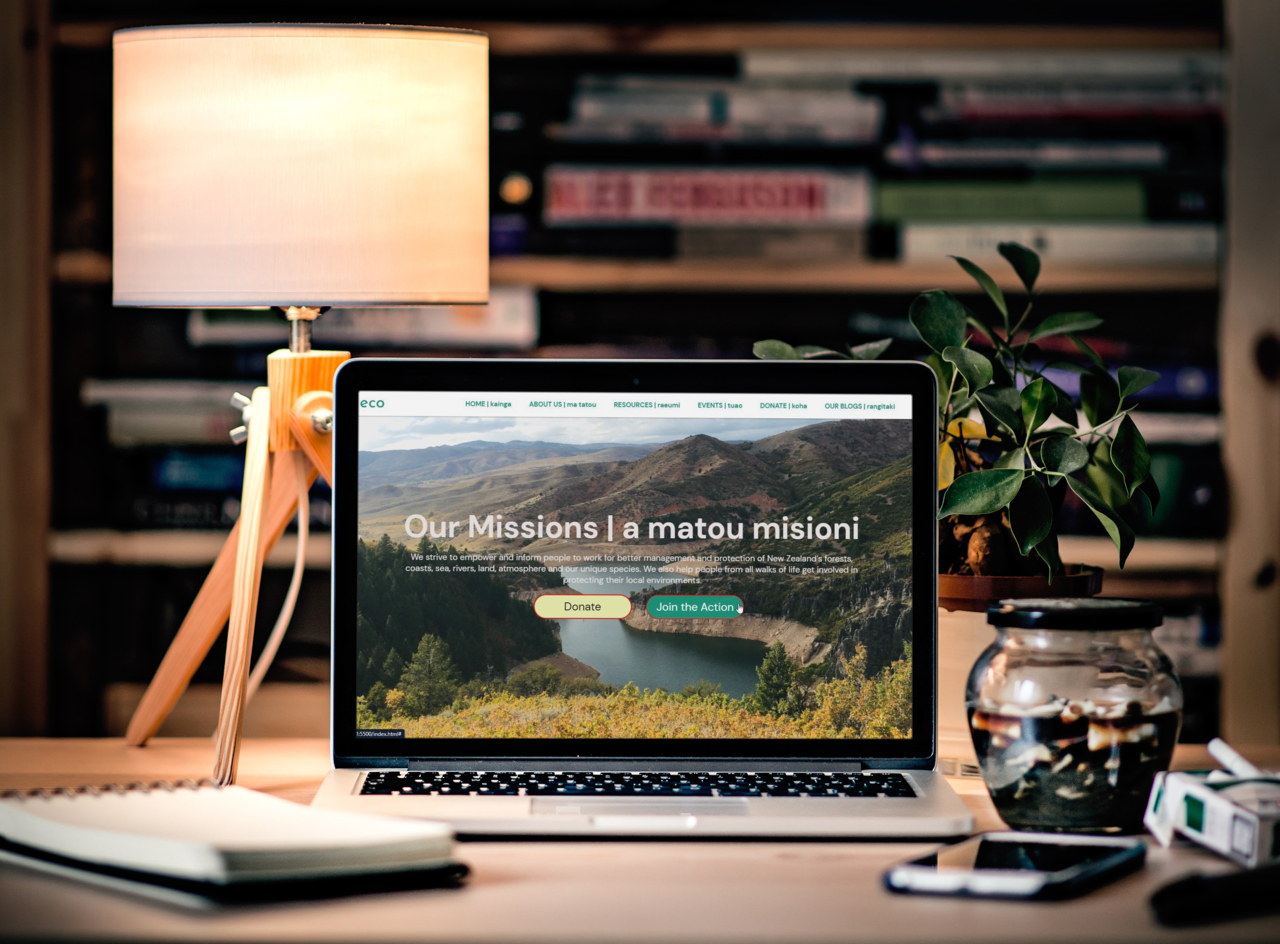 ALEX FERGUSON
eco
HOME | kainga
ABOUT US | ma tatou
RESOURCES | raeumi
EVENTS | tuao
DONATE | koha
OUR BLOGS | rangitaki
Our Missions | a matou misioni
We strive to empower and inform people to work for better management and protection of New Zealand's forests,
coasts, sea, rivers, land, atmosphere and our unique species. We also help people from all walks of life get involved in
protecting their local environments.
Donate
Join the Action
:5500/index.html#